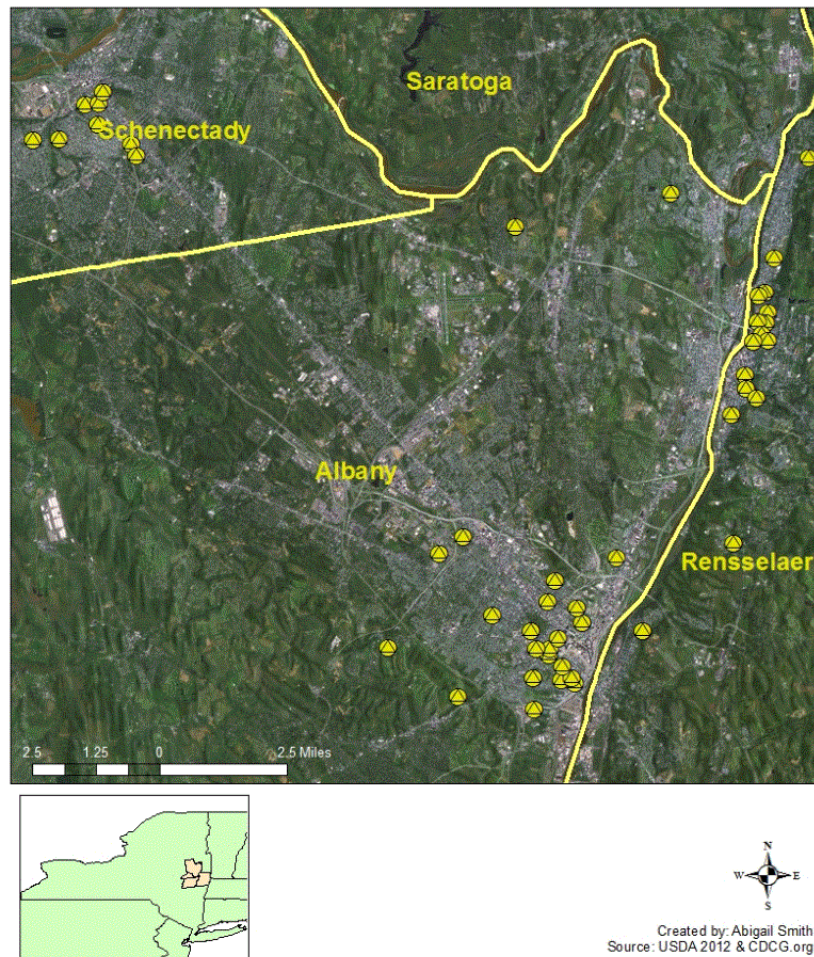 Saratoga
Schenectady
Albany
Rensselaer
2.5 1.25 0 2.5 Miles
N
W E
S
Created by: Abigail Smith
Source: USDA 2012 & CDCG.org